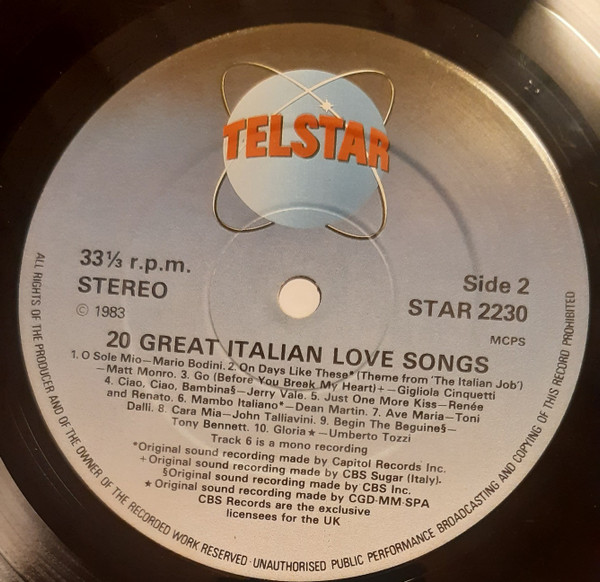 TELSTAR
33⅓ r.p.m.
STEREO
© 1983
Side 2
STAR 2230
MCPS
20 GREAT ITALIAN LOVE SONGS
1. O Sole Mio—Mario Bodini. 2. On Days Like These* (Theme from 'The Italian Job')
—Matt Monro. 3. Go (Before You Break My Heart)+—Gigliola Cinquetti
4. Ciao, Ciao, Bambina§—Jerry Vale. 5. Just One More Kiss—Renée
and Renato. 6. Mambo Italiano*—Dean Martin. 7. Ave Maria—Toni
Dalli. 8. Cara Mia—John Talliavini. 9. Begin The Beguine§—
Tony Bennett. 10. Gloria★—Umberto Tozzi
Track 6 is a mono recording
*Original sound recording made by Capitol Records Inc.
+Original sound recording made by CBS Sugar (Italy).
§Original sound recording made by CBS Inc.
★Original sound recording made by CGD·MM·SPA
CBS Records are the exclusive
licensees for the UK
ALL RIGHTS OF THE PRODUCER AND OF THE OWNER OF THE RECORDED WORK RESERVED · UNAUTHORISED PUBLIC PERFORMANCE BROADCASTING AND COPYING OF THIS RECORD PROHIBITED